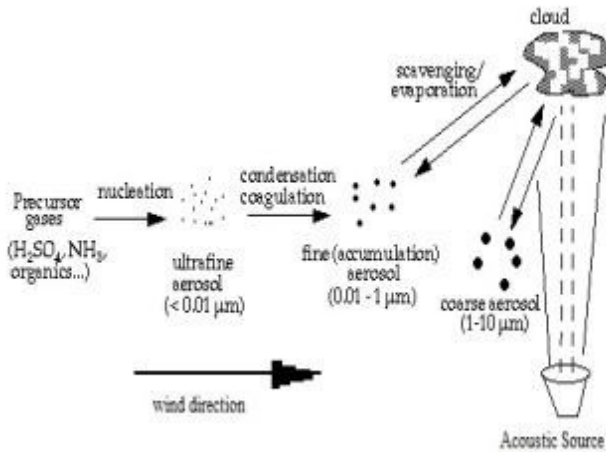 cloud
scavenging/
evaporation
nucleation
condensation
coagulation
Precursor
gases
(H₂SO₄, NH₃,
organics...)
ultrafine
aerosol
(< 0.01 μm)
fine (accumulation)
aerosol
(0.01 - 1 μm)
coarse aerosol
(1-10 μm)
wind direction
Acoustic Source